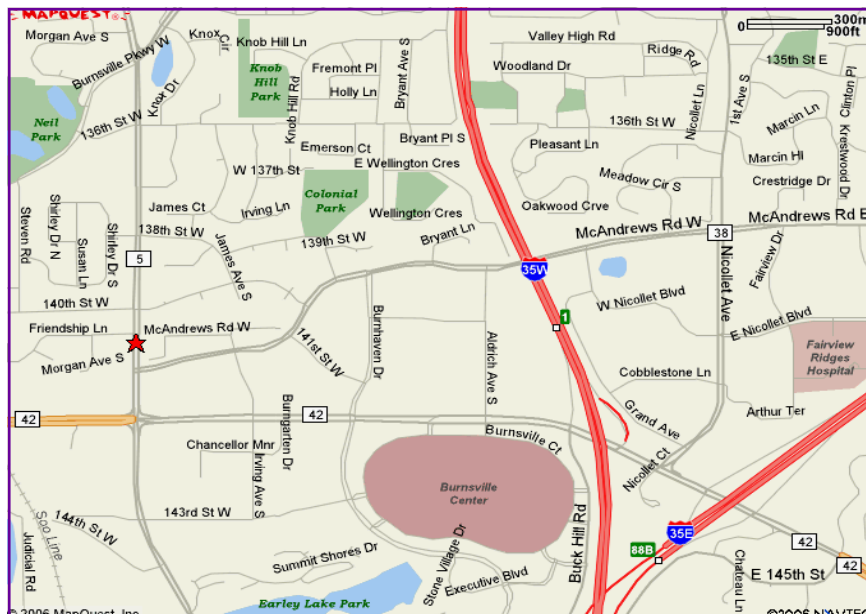 MAPQUEST
0 300m
900ft
Morgan Ave S
Burnsville Pkwy W
Knox Cir
Knob Hill Ln
Valley High Rd
Ridge Rd
135th St E
Knox Dr
Knob Hill Park
Fremont Pl
Holly Ln
Bryant Ave S
Woodland Dr
Nicollet Ln
1st Ave S
Clinton Pl
Neil Park
136th St W
Knob Hill Rd
Bryant Pl S
136th St W
Marcin Ln
Krestwood Dr
Emerson Ct
E Wellington Cres
Pleasant Ln
Marcin Hl
W 137th St
Meadow Cir S
Crestridge Dr
Colonial Park
Steven Rd
Shirley Dr N
Susan Ln
Shirley Dr S
James Ct
Irving Ln
Wellington Cres
Oakwood Crve
McAndrews Rd W
McAndrews Rd E
138th St W
139th St W
Bryant Ln
38
5
James Ave S
35W
Nicollet Ave
Fairview Dr
140th St W
W Nicollet Blvd
Friendship Ln
McAndrews Rd W
141st St W
Burnhaven Dr
Aldrich Ave S
1
E Nicollet Blvd
Fairview Ridges Hospital
Morgan Ave S
Cobblestone Ln
42
42
Burngarten Dr
Grand Ave
Arthur Ter
Chancellor Mnr
Irving Ave S
Burnsville Ct
Nicollet Ct
Burnsville Center
Soo Line
144th St W
143rd St W
Buck Hill Rd
35E
88B
42
42
Judicial Rd
Summit Shores Dr
Stone Village Dr
Executive Blvd
Chateau Ln
E 145th St
Earley Lake Park
© 2006 MapQuest, Inc.
©2006 NAVTEQ